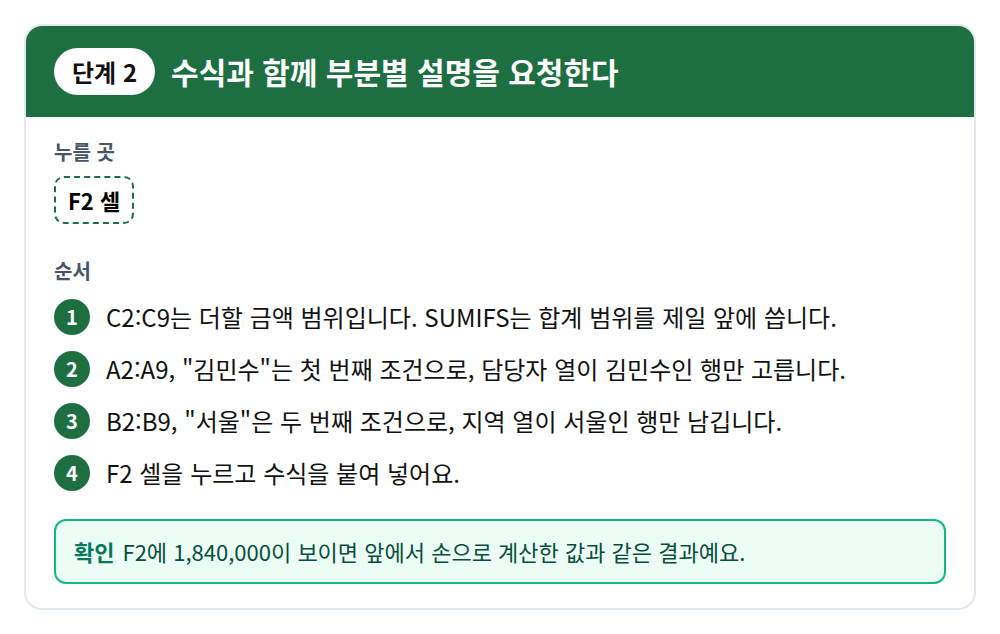 단계 2 수식과 함께 부분별 설명을 요청한다
누를 곳
F2 셀
순서
1 C2:C9는 더할 금액 범위입니다. SUMIFS는 합계 범위를 제일 앞에 씁니다.
2 A2:A9, "김민수"는 첫 번째 조건으로, 담당자 열이 김민수인 행만 고릅니다.
3 B2:B9, "서울"은 두 번째 조건으로, 지역 열이 서울인 행만 남깁니다.
4 F2 셀을 누르고 수식을 붙여 넣어요.
확인 F2에 1,840,000이 보이면 앞에서 손으로 계산한 값과 같은 결과예요.